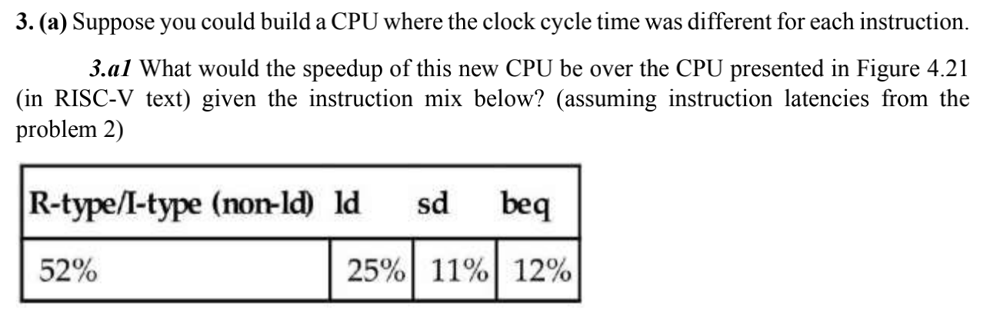 3. (a) Suppose you could build a CPU where the clock cycle time was different for each instruction.
3.a1 What would the speedup of this new CPU be over the CPU presented in Figure 4.21
(in RISC-V text) given the instruction mix below? (assuming instruction latencies from the
problem 2)
R-type/I-type (non-ld) ld sd beq
52% 25% 11% 12%